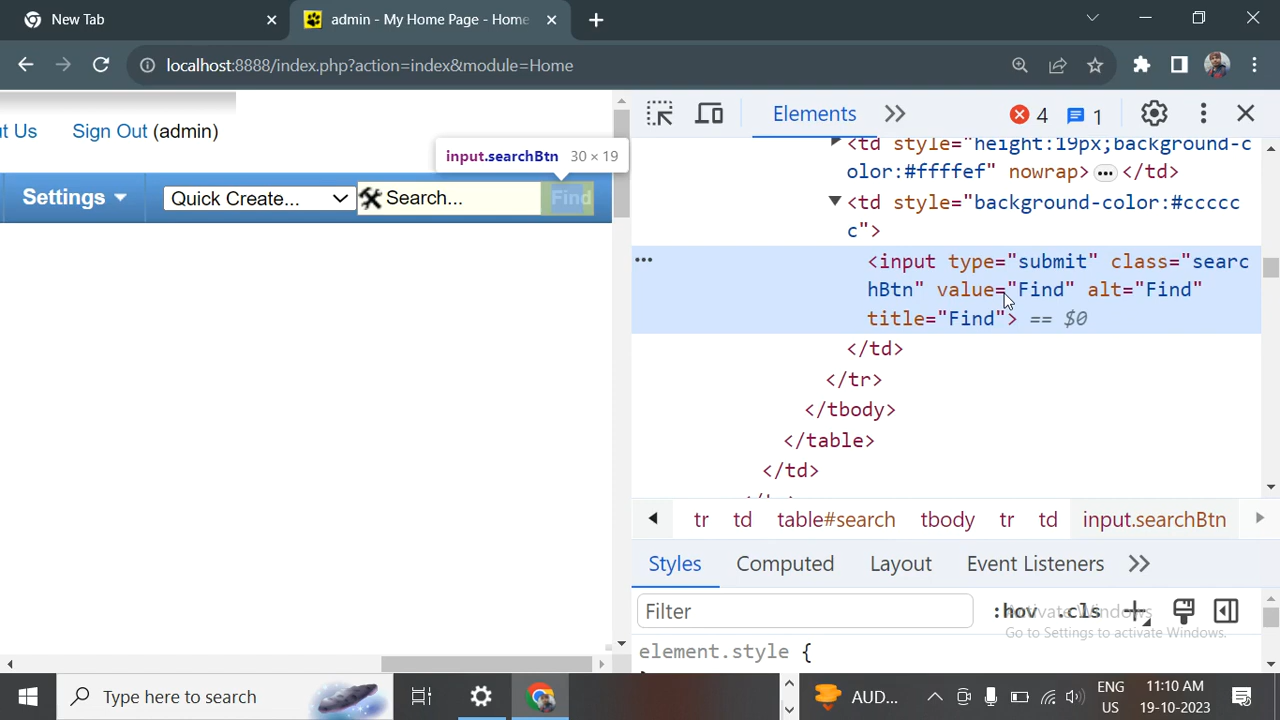 New Tab
admin - My Home Page - Home
localhost:8888/index.php?action=index&module=Home
Elements
4
1
t Us
Sign Out (admin)
input.searchBtn 30 × 19
Settings
Quick Create...
Search...
Find
<td style="height:19px;background-c
olor:#ffffef" nowrap> ••• </td>
<td style="background-color:#ccccc
c">
••• <input type="submit" class="searc
hBtn" value="Find" alt="Find"
title="Find"> == $0
</td>
</tr>
</tbody>
</table>
</td>
tr td table#search tbody tr td input.searchBtn
Styles Computed Layout Event Listeners
Filter
:hov .cls
Activate Windows
Go to Settings to activate Windows.
element.style {
Type here to search
AUD...
ENG
US
11:10 AM
19-10-2023